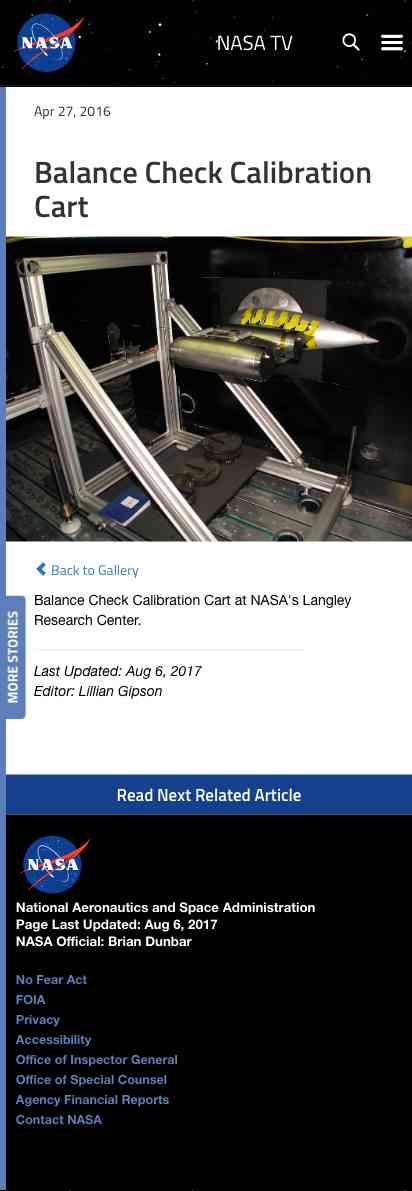 NASA
NASA TV
Apr 27, 2016
Balance Check Calibration
Cart
Back to Gallery
Balance Check Calibration Cart at NASA's Langley
Research Center.
MORE STORIES
Last Updated: Aug 6, 2017
Editor: Lillian Gipson
Read Next Related Article
NASA
National Aeronautics and Space Administration
Page Last Updated: Aug 6, 2017
NASA Official: Brian Dunbar
No Fear Act
FOIA
Privacy
Accessibility
Office of Inspector General
Office of Special Counsel
Agency Financial Reports
Contact NASA